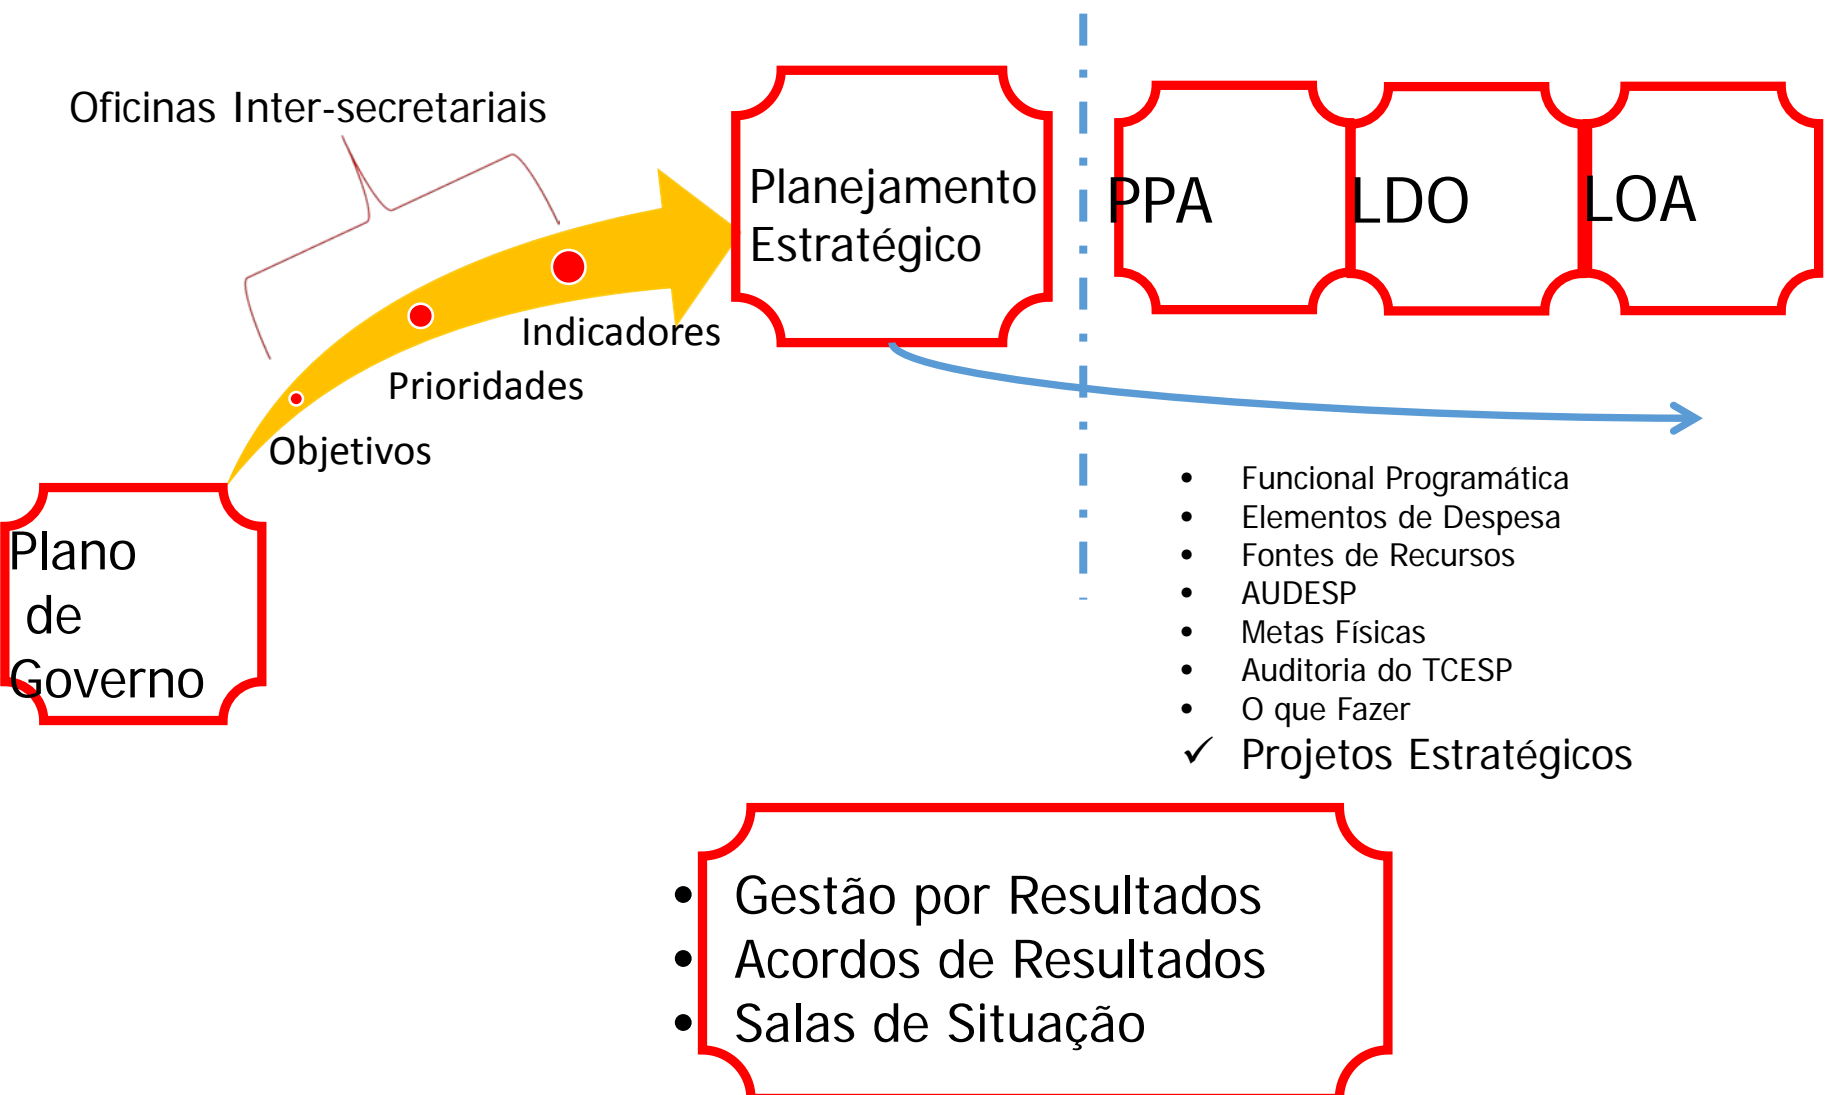 Oficinas Inter-secretariais
Planejamento
Estratégico
PPA
LDO
LOA
Indicadores
Prioridades
Objetivos
Plano
de
Governo
• Funcional Programática
• Elementos de Despesa
• Fontes de Recursos
• AUDESP
• Metas Físicas
• Auditoria do TCESP
• O que Fazer
✓ Projetos Estratégicos
• Gestão por Resultados
• Acordos de Resultados
• Salas de Situação